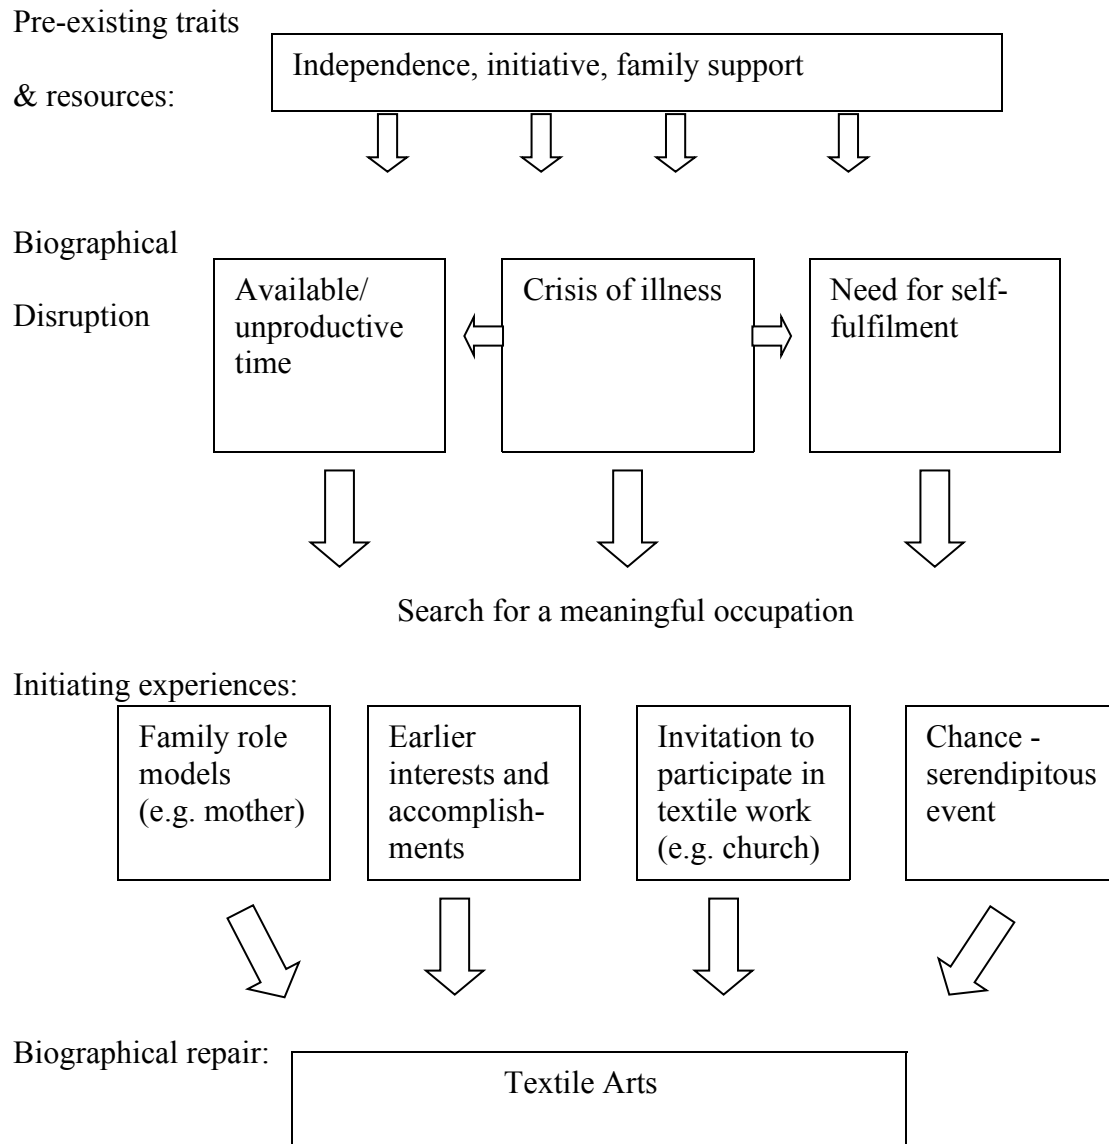 Pre-existing traits
& resources:
Independence, initiative, family support
Biographical
Disruption
Available/
unproductive
time
Crisis of illness
Need for self-
fulfilment
Search for a meaningful occupation
Initiating experiences:
Family role
models
(e.g. mother)
Earlier
interests and
accomplish-
ments
Invitation to
participate in
textile work
(e.g. church)
Chance -
serendipitous
event
Biographical repair:
Textile Arts